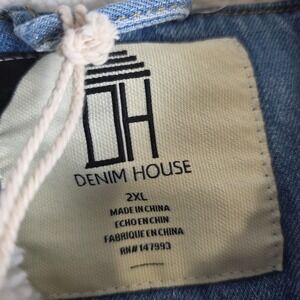 DH
DENIM HOUSE
2XL
MADE IN CHINA
ECHO EN CHIN
FABRIQUE EN CHINA
RN# 147993